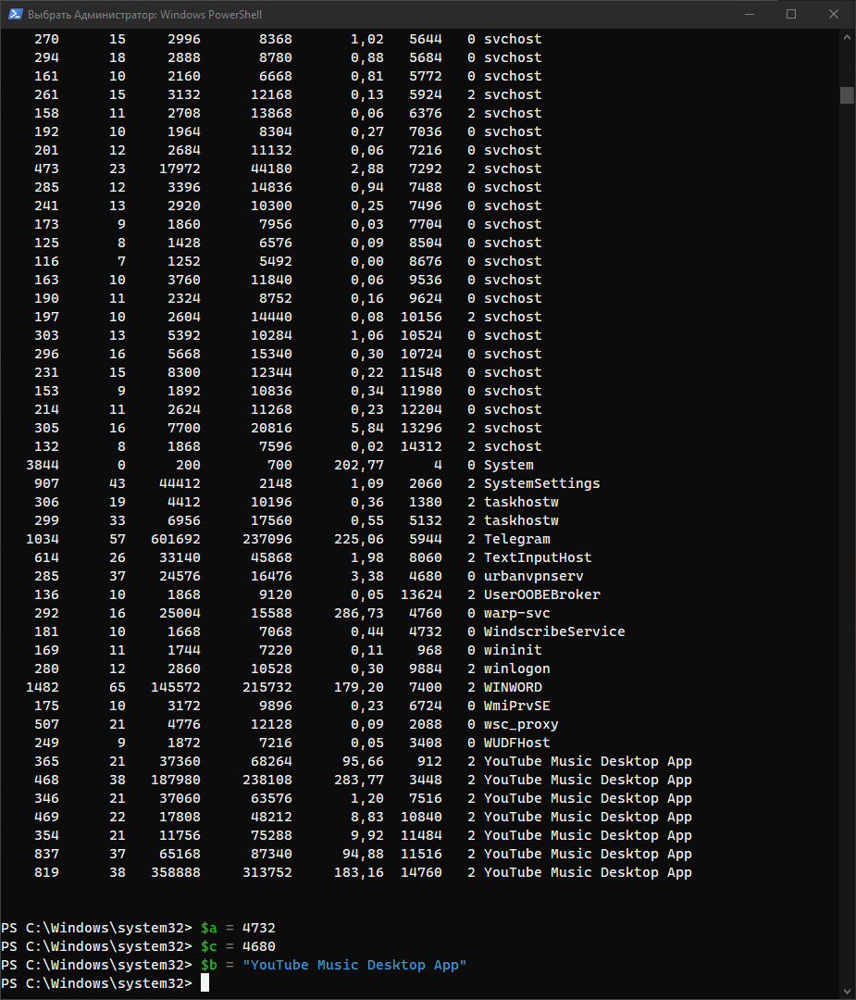 Выбрать Администратор: Windows PowerShell
270 15 2996 8368 1,02 5644 0 svchost
294 18 2888 8780 0,88 5684 0 svchost
161 10 2160 6668 0,81 5772 0 svchost
261 15 3132 12168 0,13 5924 2 svchost
158 11 2708 13868 0,06 6376 2 svchost
192 10 1964 8304 0,27 7036 0 svchost
201 12 2684 11132 0,06 7216 0 svchost
473 23 17972 44180 2,88 7292 2 svchost
285 12 3396 14836 0,94 7488 0 svchost
241 13 2920 10300 0,25 7496 0 svchost
173 9 1860 7956 0,03 7704 0 svchost
125 8 1428 6576 0,09 8504 0 svchost
116 7 1252 5492 0,00 8676 0 svchost
163 10 3760 11840 0,06 9536 0 svchost
190 11 2324 8752 0,16 9624 0 svchost
197 10 2604 14440 0,08 10156 2 svchost
303 13 5392 10284 1,06 10524 0 svchost
296 16 5668 15340 0,30 10724 0 svchost
231 15 8300 12344 0,22 11548 0 svchost
153 9 1892 10836 0,34 11980 0 svchost
214 11 2624 11268 0,23 12204 0 svchost
305 16 7700 20816 5,84 13296 2 svchost
132 8 1868 7596 0,02 14312 2 svchost
3844 0 200 700 202,77 4 0 System
907 43 44412 2148 1,09 2060 2 SystemSettings
306 19 4412 10196 0,36 1380 2 taskhostw
299 33 6956 17560 0,55 5132 2 taskhostw
1034 57 601692 237096 225,06 5944 2 Telegram
614 26 33140 45868 1,98 8060 2 TextInputHost
285 37 24576 16476 3,38 4680 0 urbanvpnserv
136 10 1868 9120 0,05 13624 2 UserOOBEBroker
292 16 25004 15588 286,73 4760 0 warp-svc
181 10 1668 7068 0,44 4732 0 WindscribeService
169 11 1744 7220 0,11 968 0 wininit
280 12 2860 10528 0,30 9884 2 winlogon
1482 65 145572 215732 179,20 7400 2 WINWORD
175 10 3172 9896 0,23 6724 0 WmiPrvSE
507 21 4776 12128 0,09 2088 0 wsc_proxy
249 9 1872 7216 0,05 3408 0 WUDFHost
365 21 37360 68264 95,66 912 2 YouTube Music Desktop App
468 38 187980 238108 283,77 3448 2 YouTube Music Desktop App
346 21 37060 63576 1,20 7516 2 YouTube Music Desktop App
469 22 17808 48212 8,83 10840 2 YouTube Music Desktop App
354 21 11756 75288 9,92 11484 2 YouTube Music Desktop App
837 37 65168 87340 94,88 11516 2 YouTube Music Desktop App
819 38 358888 313752 183,16 14760 2 YouTube Music Desktop App
PS C:\Windows\system32> $a = 4732
PS C:\Windows\system32> $c = 4680
PS C:\Windows\system32> $b = "YouTube Music Desktop App"
PS C:\Windows\system32>